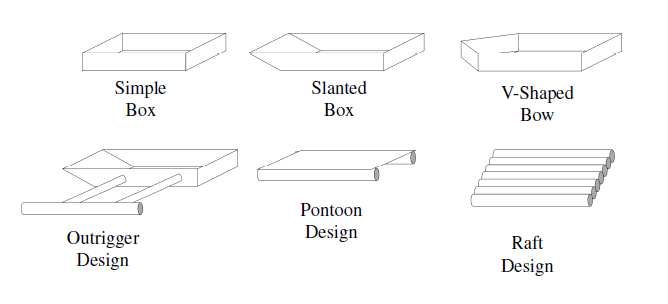 Simple
Box
Slanted
Box
V-Shaped
Bow
Outrigger
Design
Pontoon
Design
Raft
Design